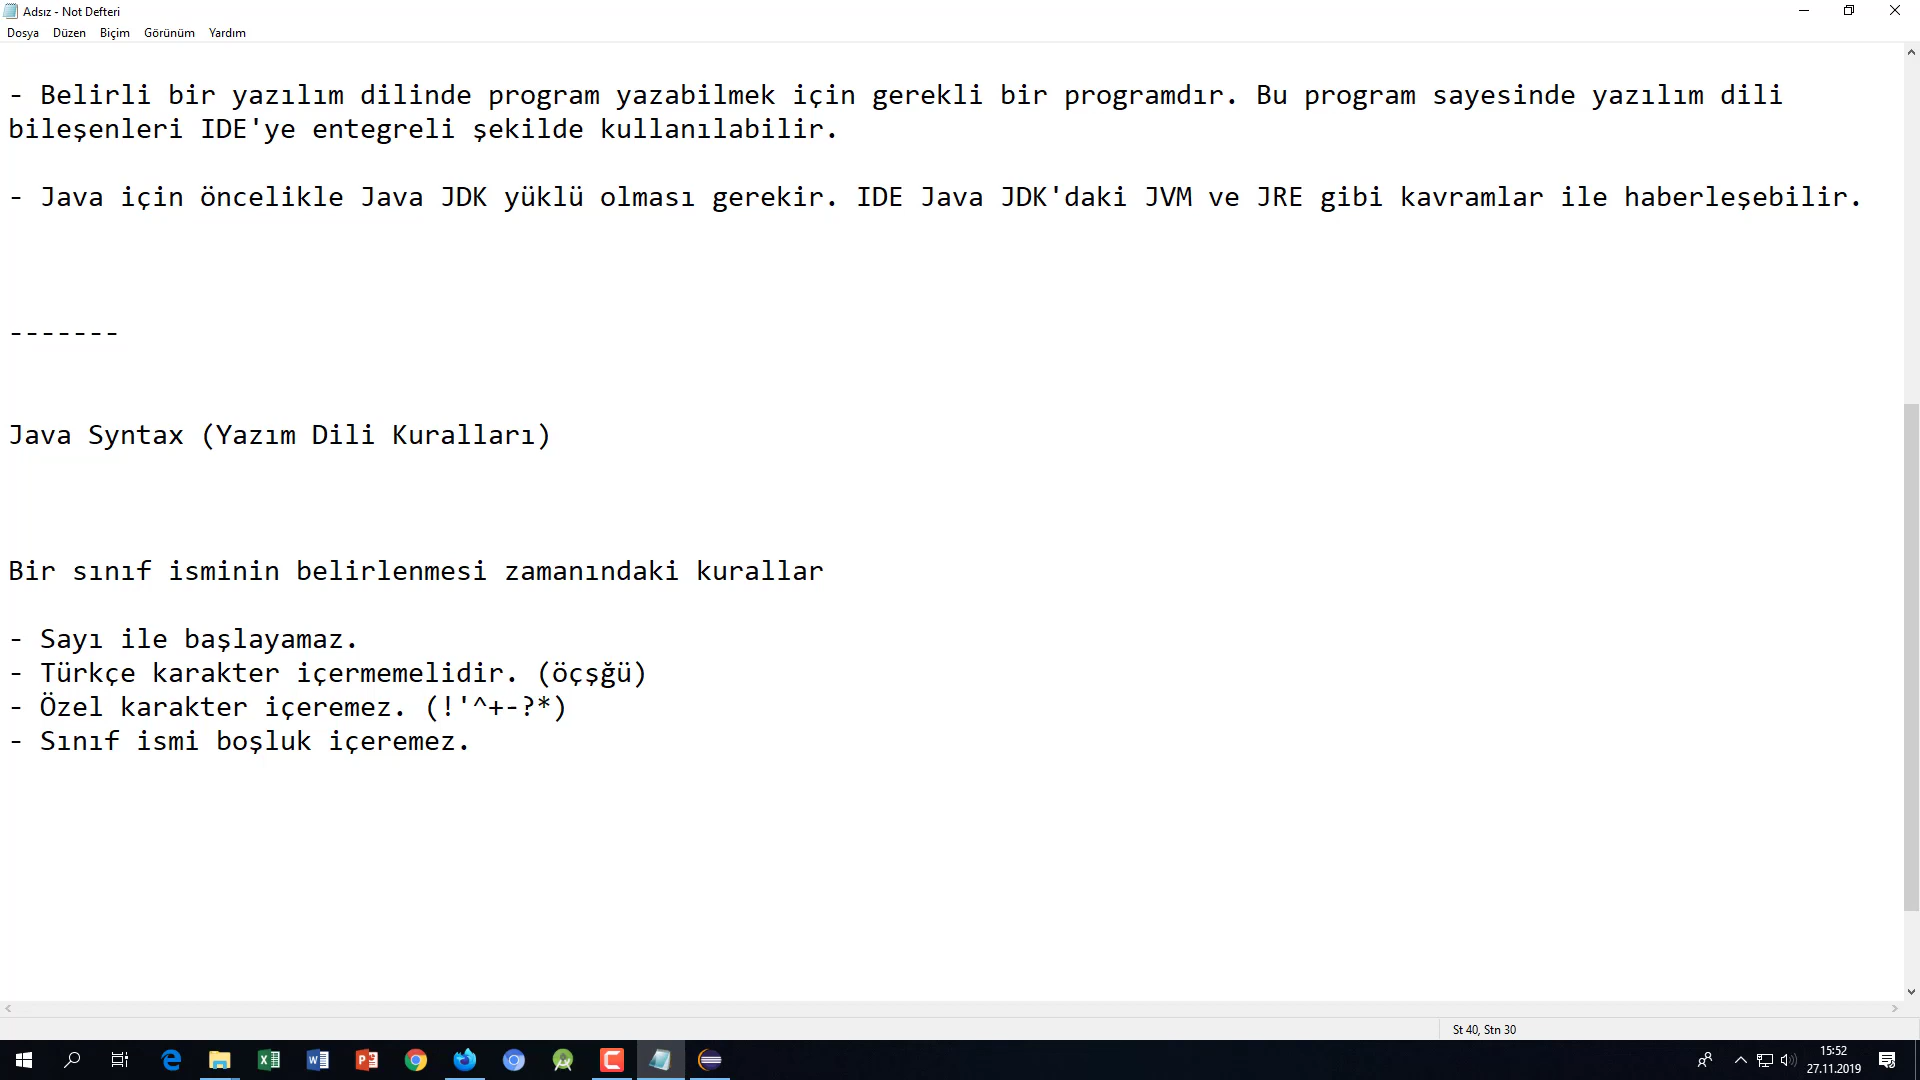 Adsız - Not Defteri
Dosya Düzen Biçim Görünüm Yardım
- Belirli bir yazılım dilinde program yazabilmek için gerekli bir programdır. Bu program sayesinde yazılım dili
bileşenleri IDE'ye entegreli şekilde kullanılabilir.
- Java için öncelikle Java JDK yüklü olması gerekir. IDE Java JDK'daki JVM ve JRE gibi kavramlar ile haberleşebilir.
-------
Java Syntax (Yazım Dili Kuralları)
Bir sınıf isminin belirlenmesi zamanındaki kurallar
- Sayı ile başlayamaz.
- Türkçe karakter içermemelidir. (öçşğü)
- Özel karakter içeremez. (!'^+-?*)
- Sınıf ismi boşluk içeremez.
St 40, Stn 30
15:52
27.11.2019